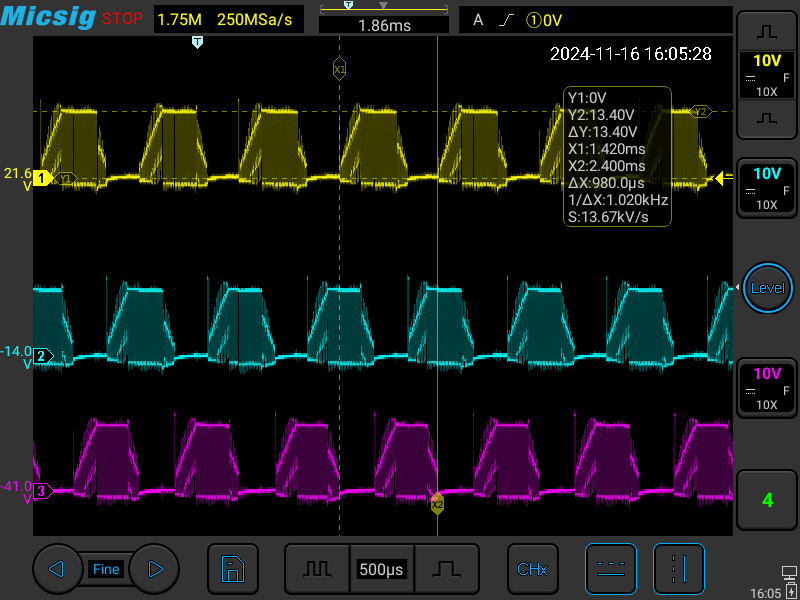 Micsig STOP 1.75M 250MSa/s T 1.86ms A ①0V
T
2024-11-16 16:05:28
X1
10V
F
10X
Y1:0V
Y2:13.40V
ΔY:13.40V
X1:1.420ms
X2:2.400ms
ΔX:980.0µs
1/ΔX:1.020kHz
S:13.67kV/s
Y2
21.6
V
1
Y1
10V
F
10X
Level
-14.0
V
2
10V
F
10X
-41.0
V
3
X2
4
Fine
500µs
CHx
16:05